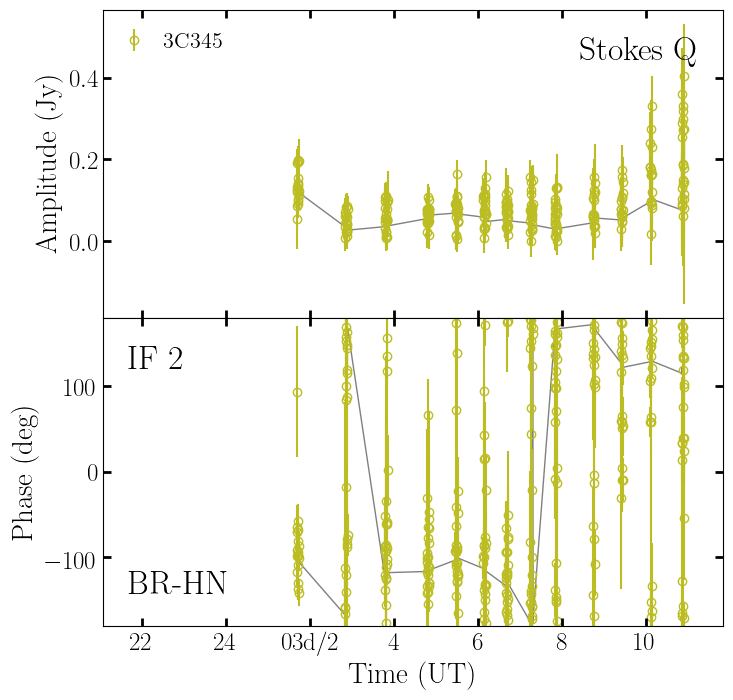 3C345
Stokes Q
Amplitude (Jy)
0.4
0.2
0.0
IF 2
BR-HN
Phase (deg)
100
0
−100
22 24 03d/2 4 6 8 10
Time (UT)